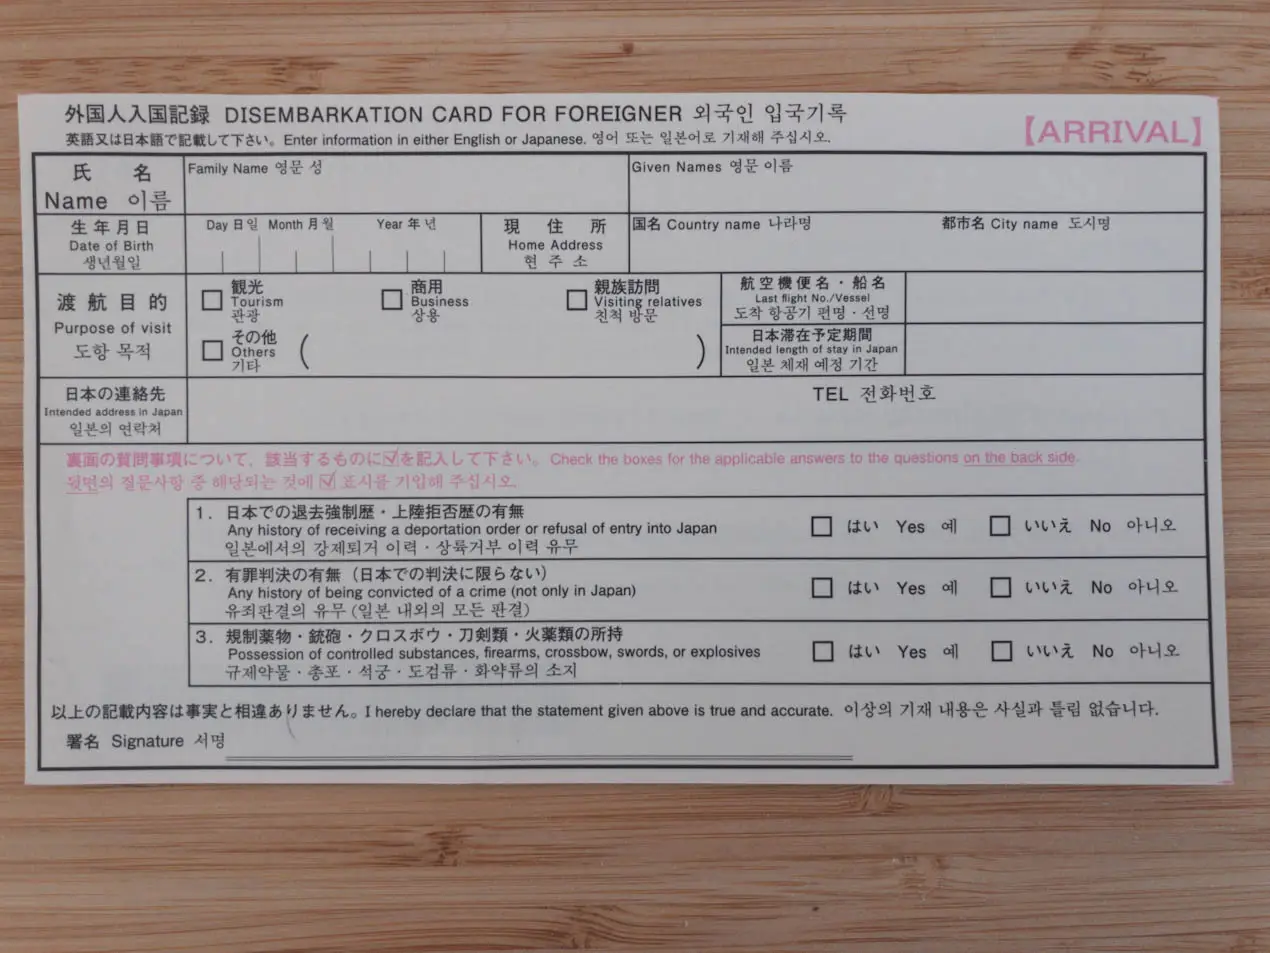 外国人入国記録 DISEMBARKATION CARD FOR FOREIGNER 외국인 입국기록
英語又は日本語で記載して下さい。 Enter information in either English or Japanese. 영어 또는 일본어로 기재해 주십시오.
【ARRIVAL】
氏 名
Name 이름
Family Name 영문 성
Given Names 영문 이름
生年月日
Date of Birth
생년월일
Day 日 일 Month 月 월 Year 年 년
現 住 所
Home Address
현 주 소
国名 Country name 나라명
都市名 City name 도시명
渡航目的
Purpose of visit
도항 목적
観光
Tourism
관광
商用
Business
상용
親族訪問
Visiting relatives
친척 방문
その他
Others
기타
( )
航空機便名・船名
Last flight No./Vessel
도착 항공기 편명・선명
日本滞在予定期間
Intended length of stay in Japan
일본 체재 예정 기간
日本の連絡先
Intended address in Japan
일본의 연락처
TEL 전화번호
裏面の質問事項について、該当するものに☑を記入して下さい。 Check the boxes for the applicable answers to the questions on the back side.
뒷면의 질문사항 중 해당되는 것에 ☑ 표시를 기입해 주십시오.
1. 日本での退去強制歴・上陸拒否歴の有無
Any history of receiving a deportation order or refusal of entry into Japan
일본에서의 강제퇴거 이력・상륙거부 이력 유무
□ はい Yes 예 □ いいえ No 아니오
2. 有罪判決の有無（日本での判決に限らない）
Any history of being convicted of a crime (not only in Japan)
유죄판결의 유무 (일본 내외의 모든 판결)
□ はい Yes 예 □ いいえ No 아니오
3. 規制薬物・銃砲・クロスボウ・刀剣類・火薬類の所持
Possession of controlled substances, firearms, crossbow, swords, or explosives
규제약물・총포・석궁・도검류・화약류의 소지
□ はい Yes 예 □ いいえ No 아니오
以上の記載内容は事実と相違ありません。 I hereby declare that the statement given above is true and accurate. 이상의 기재 내용은 사실과 틀림 없습니다.
署名 Signature 서명